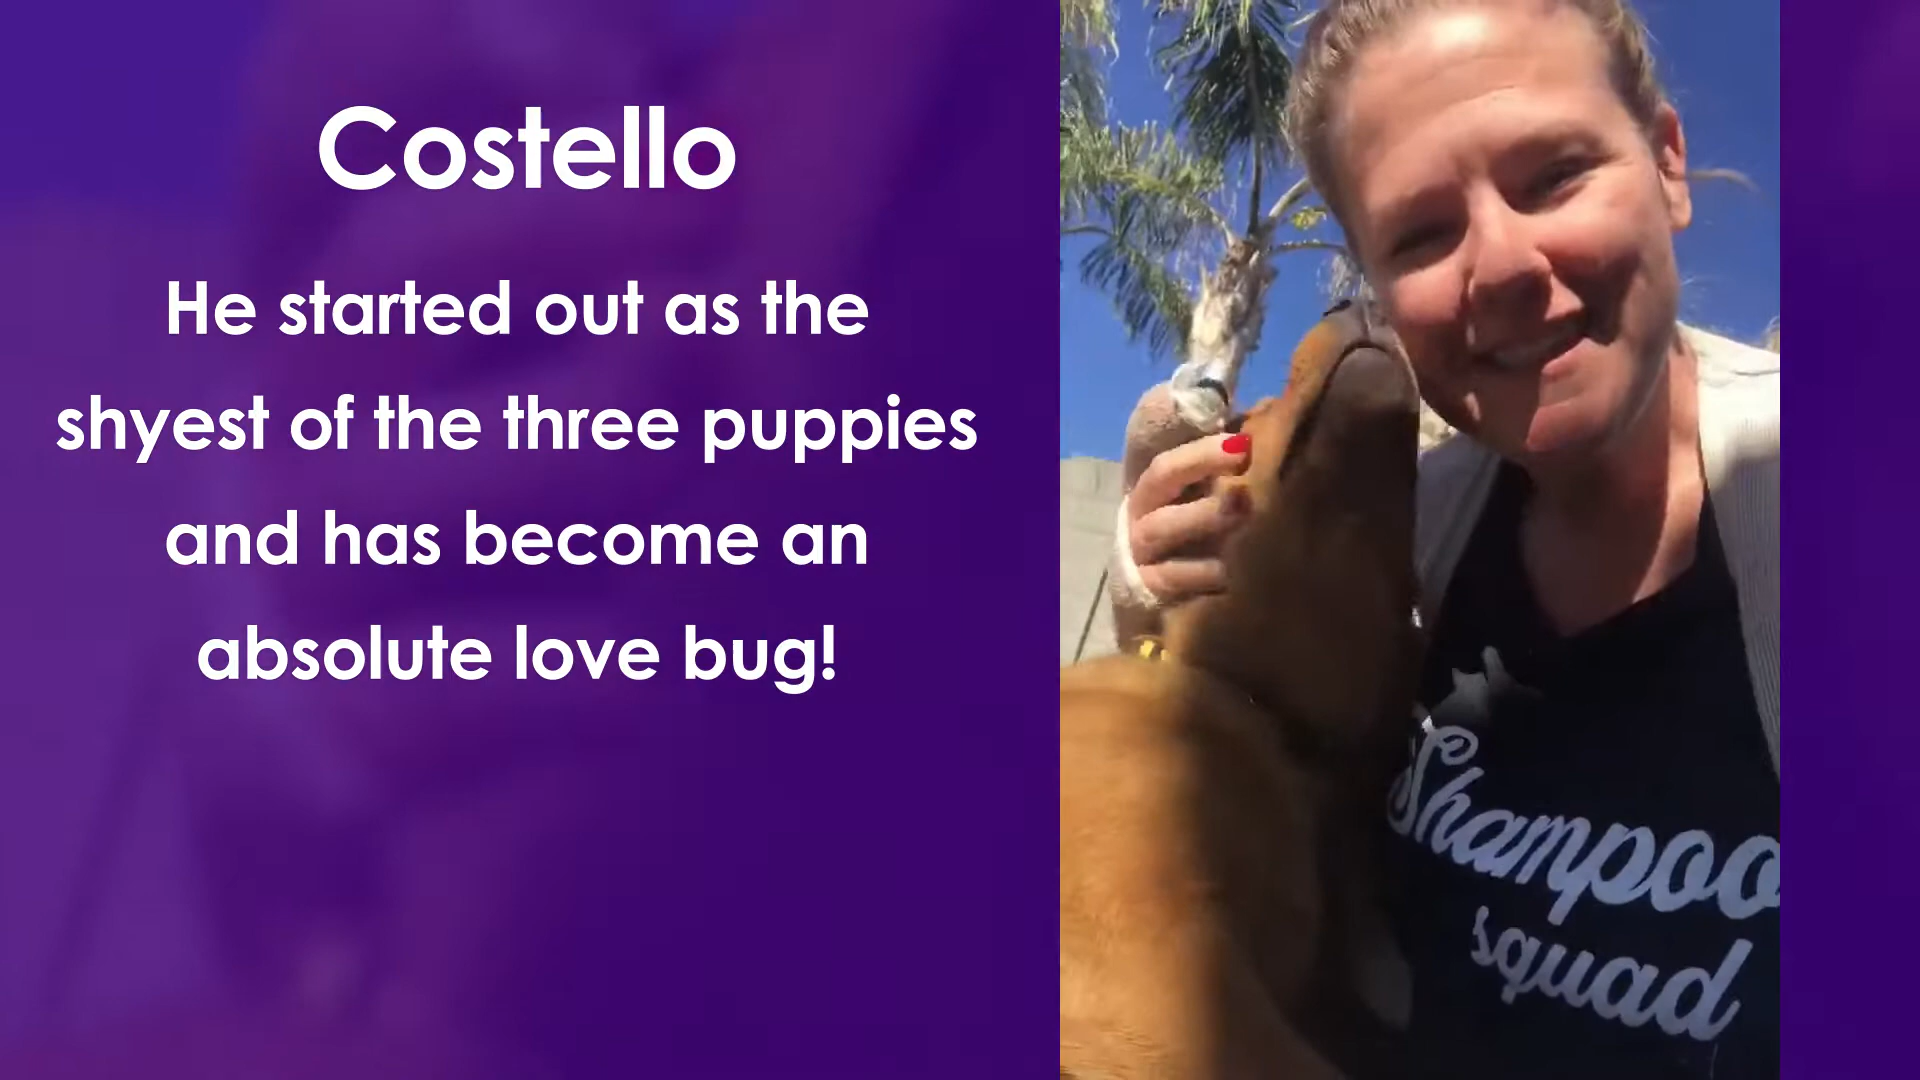 Costello
He started out as the
shyest of the three puppies
and has become an
absolute love bug!
Shampoo
squad